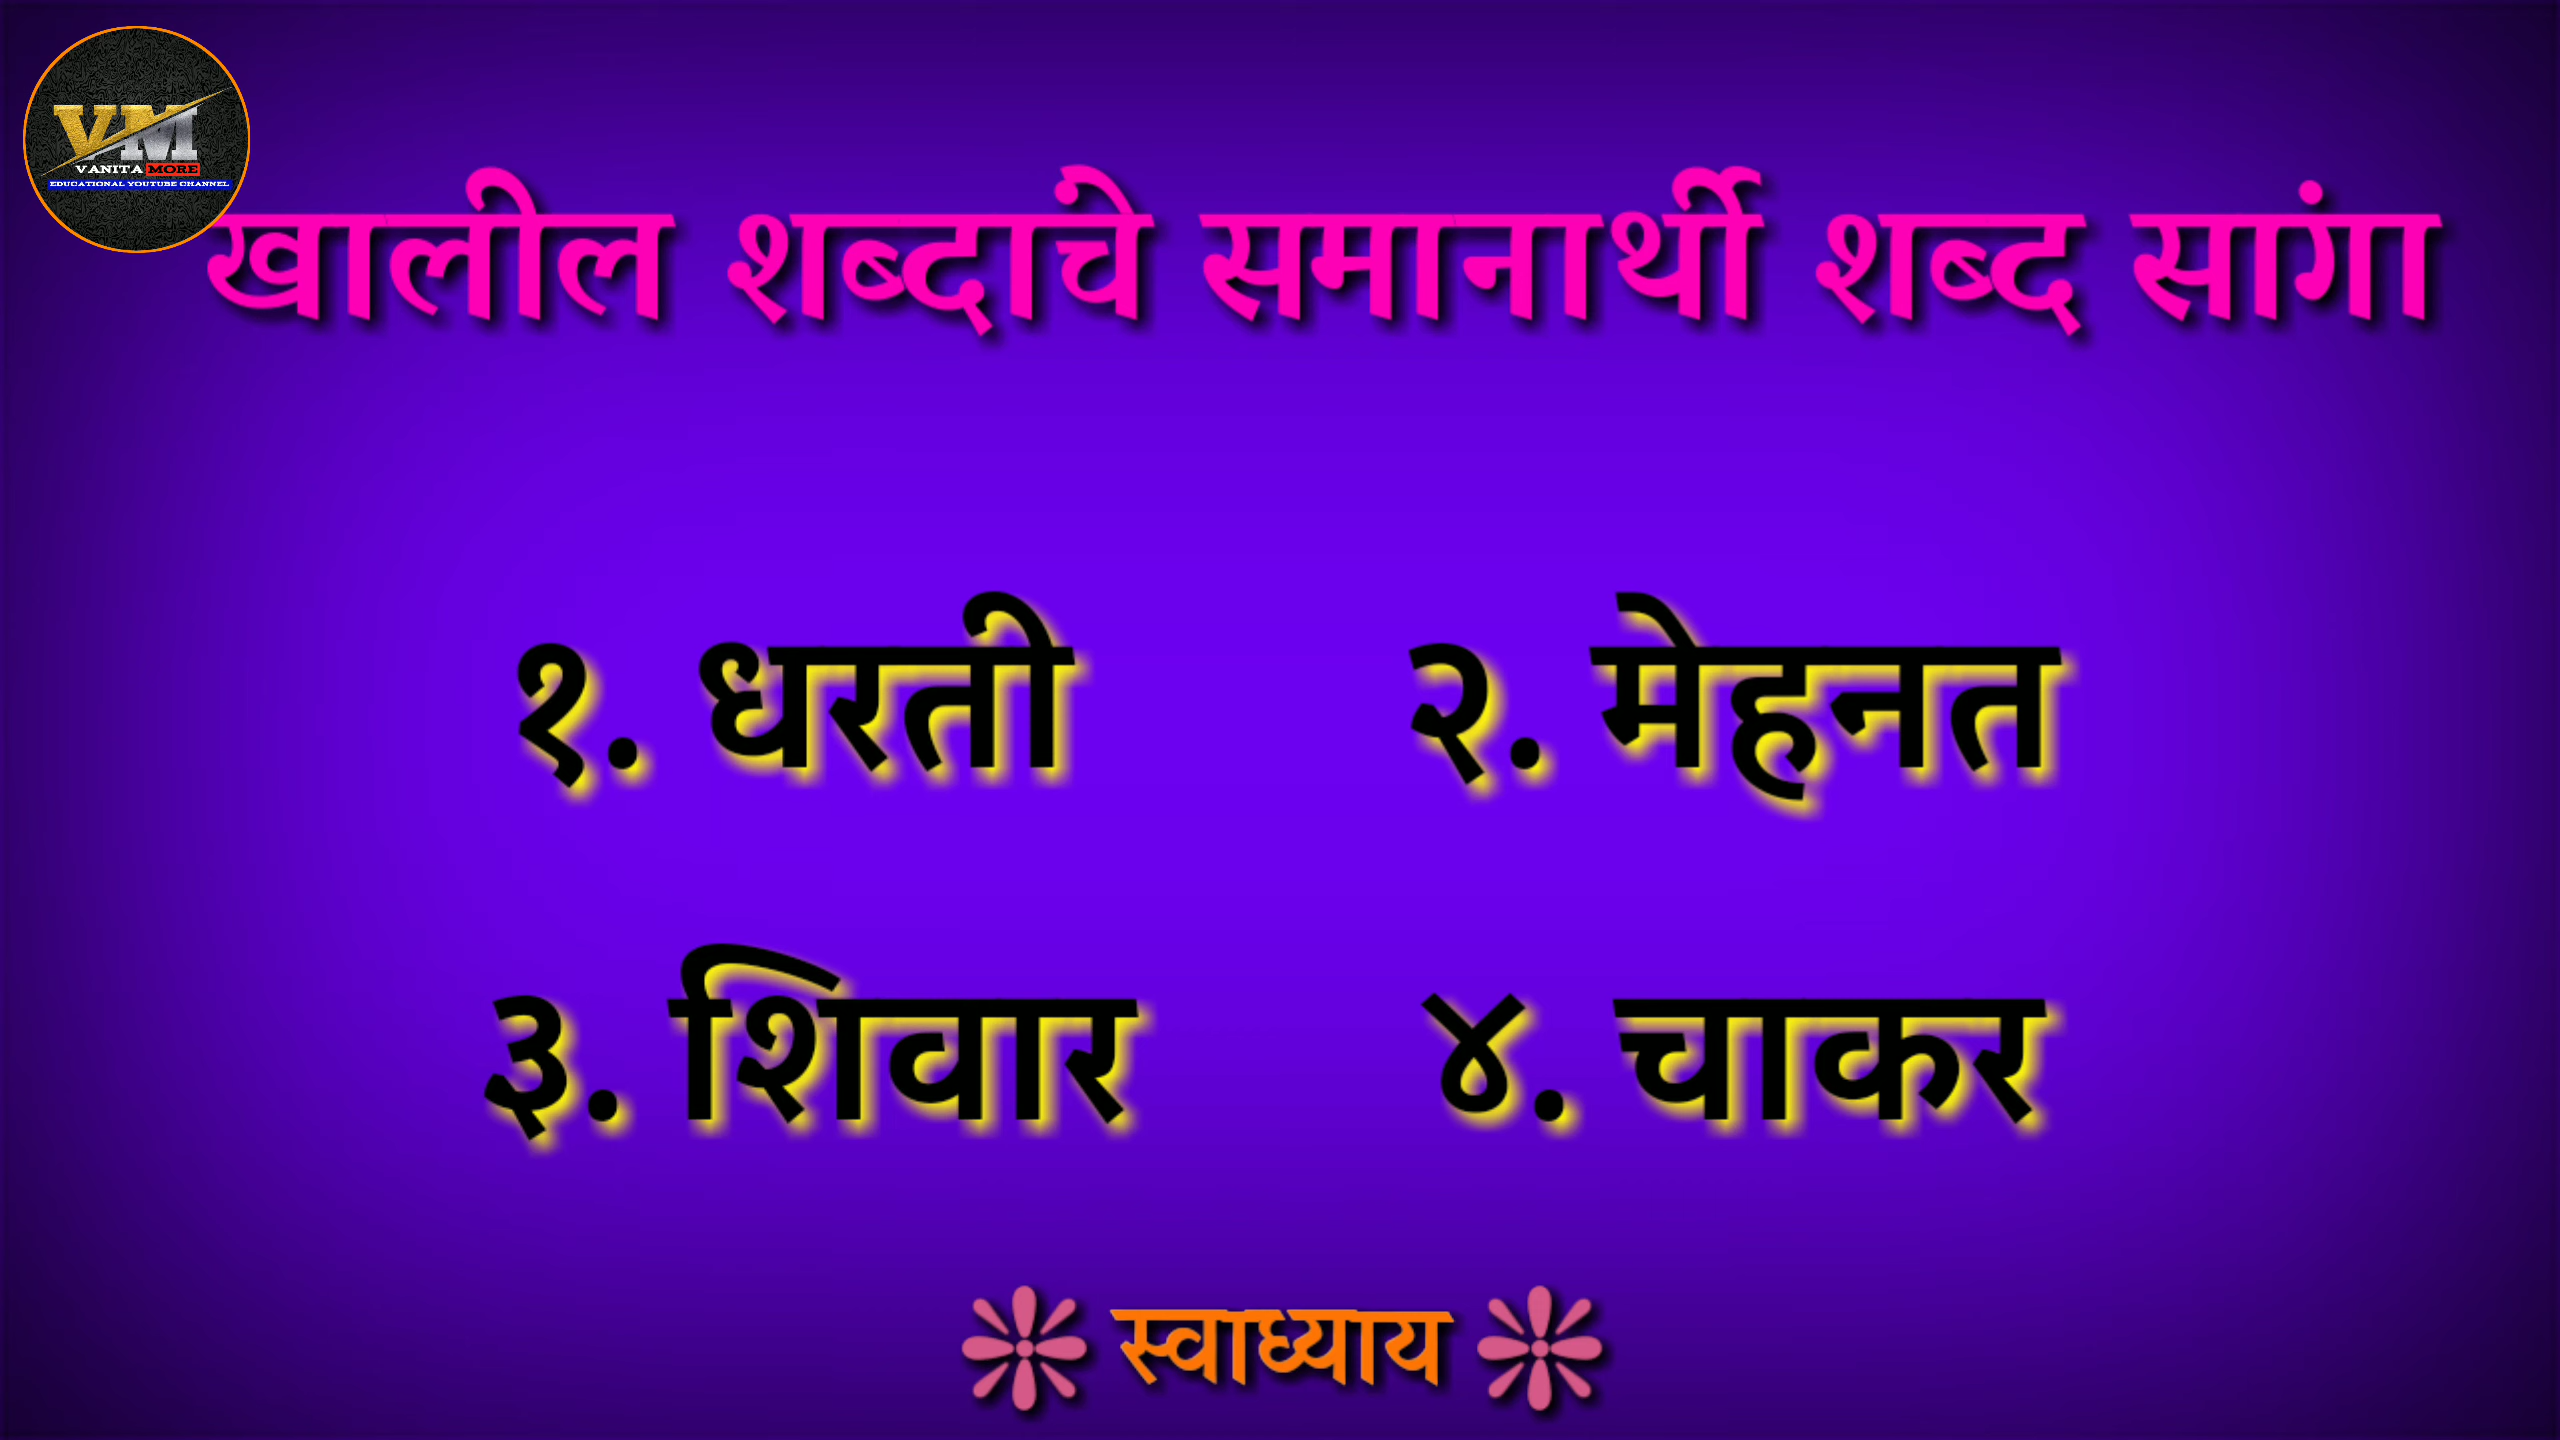 VM
VANITA MORE
EDUCATIONAL YOUTUBE CHANNEL
खालील शब्दाचे समानार्थी शब्द सांगा
१. धरती २. मेहनत
३. शिवार ४. चाकर
स्वाध्याय